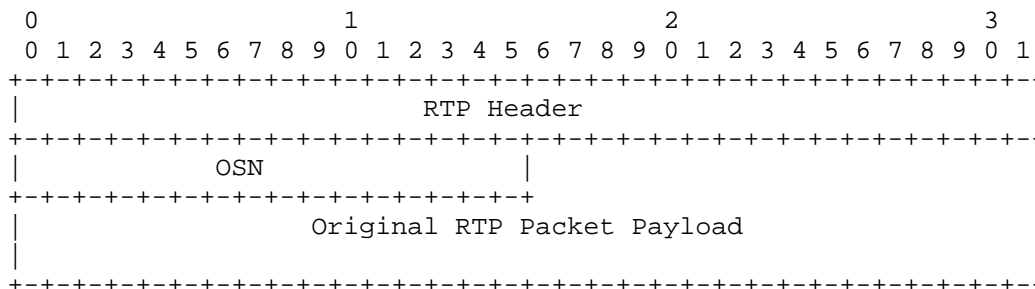 0                   1                   2                   3
 0 1 2 3 4 5 6 7 8 9 0 1 2 3 4 5 6 7 8 9 0 1 2 3 4 5 6 7 8 9 0 1
+-+-+-+-+-+-+-+-+-+-+-+-+-+-+-+-+-+-+-+-+-+-+-+-+-+-+-+-+-+-+-+-
|                         RTP Header
+-+-+-+-+-+-+-+-+-+-+-+-+-+-+-+-+-+-+-+-+-+-+-+-+-+-+-+-+-+-+-+-
|            OSN                |
+-+-+-+-+-+-+-+-+-+-+-+-+-+-+-+-+
|                  Original RTP Packet Payload
|
+-+-+-+-+-+-+-+-+-+-+-+-+-+-+-+-+-+-+-+-+-+-+-+-+-+-+-+-+-+-+-+-